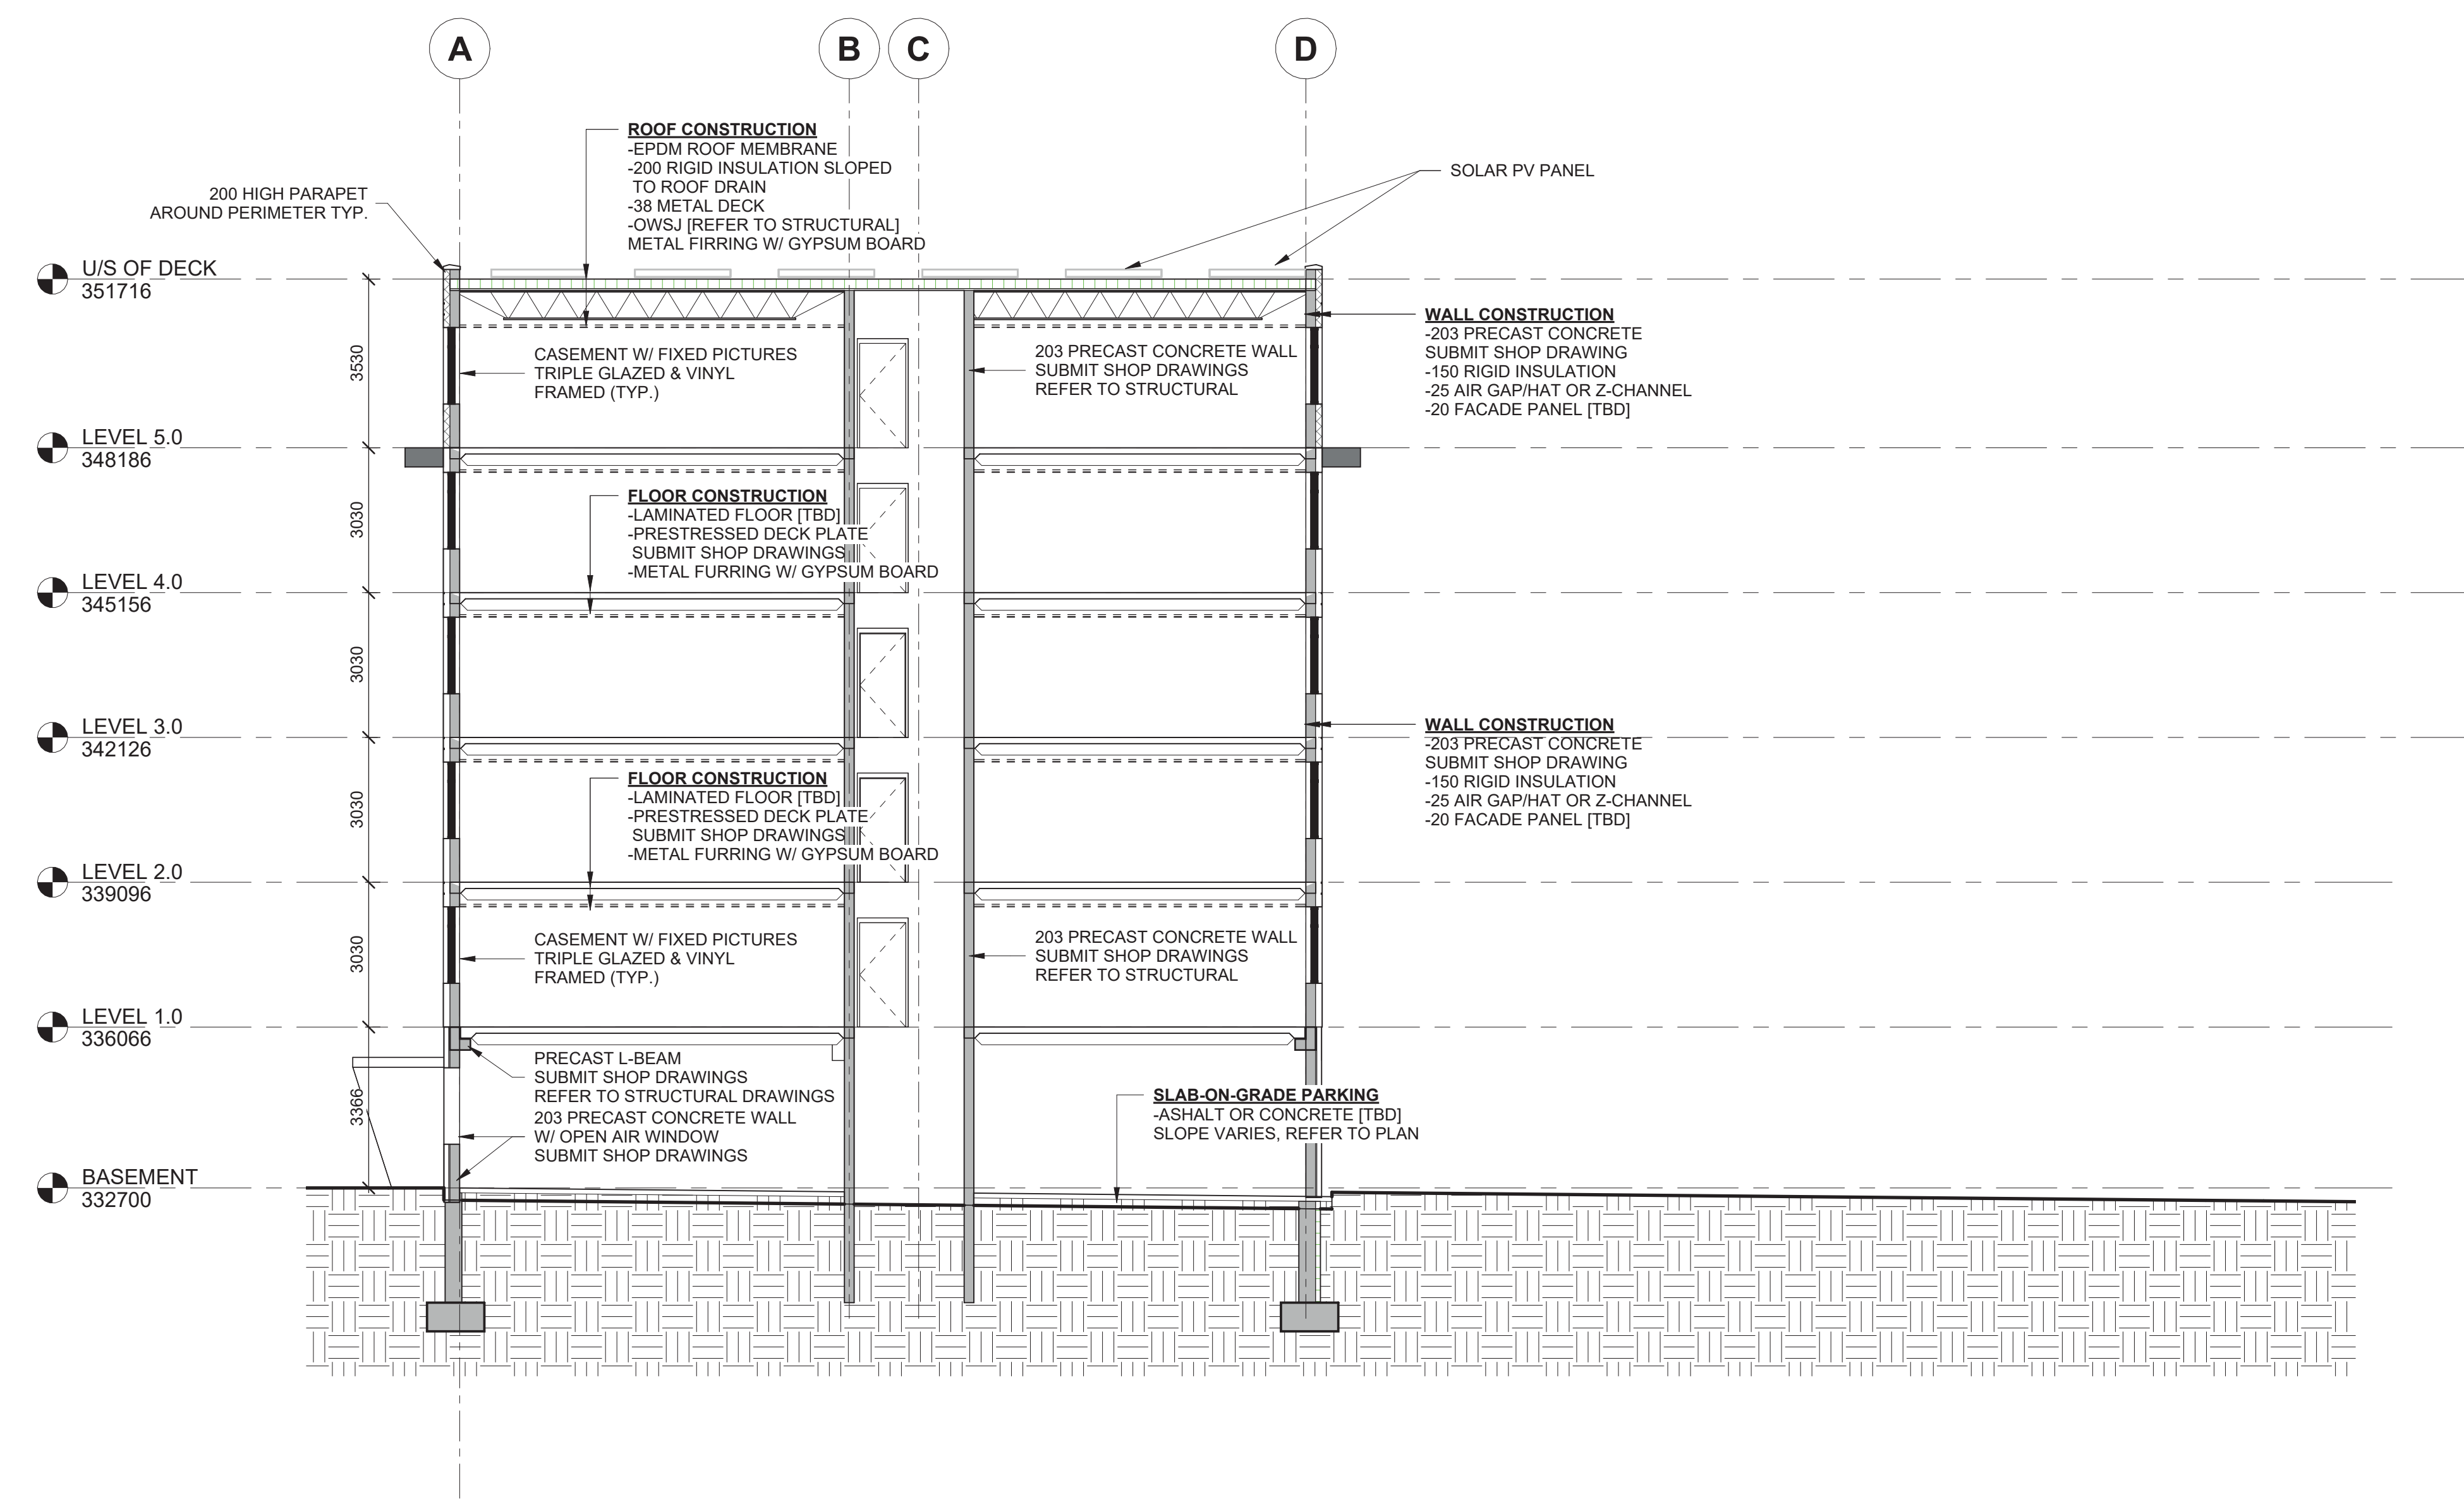 A
B
C
D
ROOF CONSTRUCTION
-EPDM ROOF MEMBRANE
-200 RIGID INSULATION SLOPED
TO ROOF DRAIN
-38 METAL DECK
-OWSJ [REFER TO STRUCTURAL]
METAL FIRRING W/ GYPSUM BOARD
SOLAR PV PANEL
200 HIGH PARAPET
AROUND PERIMETER TYP.
U/S OF DECK
351716
WALL CONSTRUCTION
-203 PRECAST CONCRETE
SUBMIT SHOP DRAWING
-150 RIGID INSULATION
-25 AIR GAP/HAT OR Z-CHANNEL
-20 FACADE PANEL [TBD]
3530
CASEMENT W/ FIXED PICTURES
TRIPLE GLAZED & VINYL
FRAMED (TYP.)
203 PRECAST CONCRETE WALL
SUBMIT SHOP DRAWINGS
REFER TO STRUCTURAL
LEVEL 5.0
348186
3030
FLOOR CONSTRUCTION
-LAMINATED FLOOR [TBD]
-PRESTRESSED DECK PLATE
SUBMIT SHOP DRAWINGS
-METAL FURRING W/ GYPSUM BOARD
LEVEL 4.0
345156
3030
LEVEL 3.0
342126
WALL CONSTRUCTION
-203 PRECAST CONCRETE
SUBMIT SHOP DRAWING
-150 RIGID INSULATION
-25 AIR GAP/HAT OR Z-CHANNEL
-20 FACADE PANEL [TBD]
3030
FLOOR CONSTRUCTION
-LAMINATED FLOOR [TBD]
-PRESTRESSED DECK PLATE
SUBMIT SHOP DRAWINGS
-METAL FURRING W/ GYPSUM BOARD
LEVEL 2.0
339096
3030
CASEMENT W/ FIXED PICTURES
TRIPLE GLAZED & VINYL
FRAMED (TYP.)
203 PRECAST CONCRETE WALL
SUBMIT SHOP DRAWINGS
REFER TO STRUCTURAL
LEVEL 1.0
336066
3366
PRECAST L-BEAM
SUBMIT SHOP DRAWINGS
REFER TO STRUCTURAL DRAWINGS
203 PRECAST CONCRETE WALL
W/ OPEN AIR WINDOW
SUBMIT SHOP DRAWINGS
SLAB-ON-GRADE PARKING
-ASHALT OR CONCRETE [TBD]
SLOPE VARIES, REFER TO PLAN
BASEMENT
332700